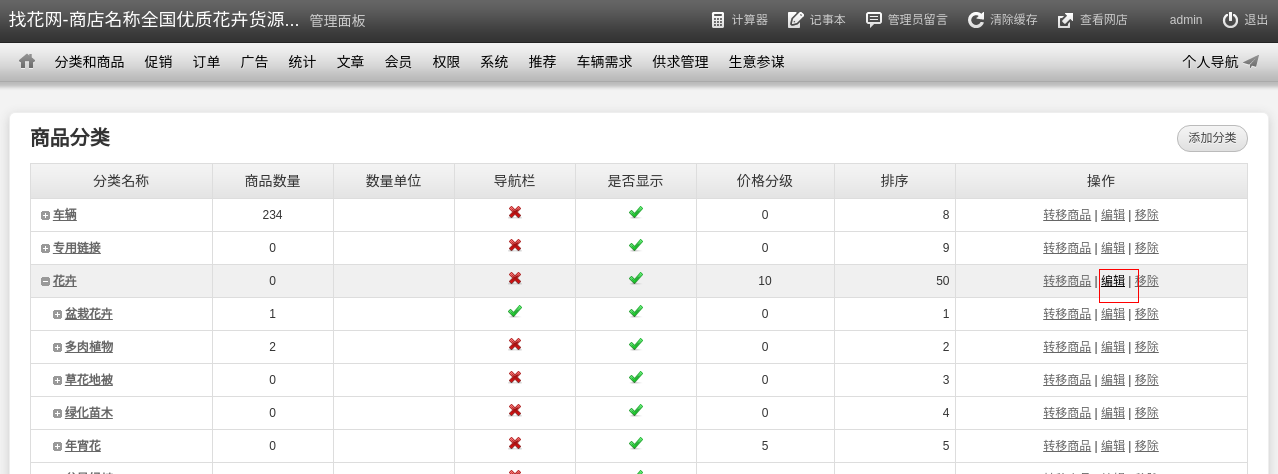 找花网-商店名称全国优质花卉货源... 管理面板 计算器 记事本 管理员留言 清除缓存 查看网店 admin 退出
分类和商品 促销 订单 广告 统计 文章 会员 权限 系统 推荐 车辆需求 供求管理 生意参谋 个人导航
商品分类 添加分类
分类名称 商品数量 数量单位 导航栏 是否显示 价格分级 排序 操作
车辆 234 0 8 转移商品 | 编辑 | 移除
专用链接 0 0 9 转移商品 | 编辑 | 移除
花卉 0 10 50 转移商品 | 编辑 | 移除
盆栽花卉 1 0 1 转移商品 | 编辑 | 移除
多肉植物 2 0 2 转移商品 | 编辑 | 移除
草花地被 0 0 3 转移商品 | 编辑 | 移除
绿化苗木 0 0 4 转移商品 | 编辑 | 移除
年宵花 0 5 5 转移商品 | 编辑 | 移除